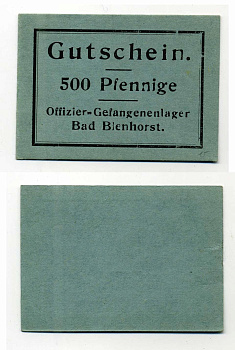 Gutschein.
500 Pfennige
Offizier-Gefangenenlager
Bad Blenhorst.